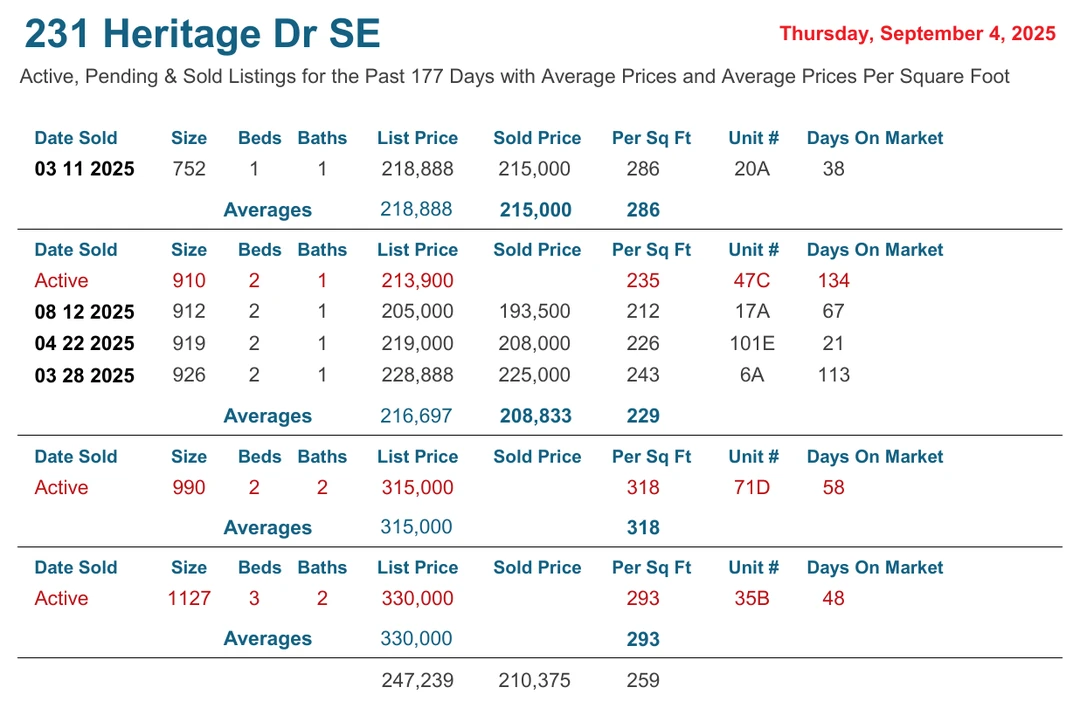 231 Heritage Dr SE
Thursday, September 4, 2025
Active, Pending & Sold Listings for the Past 177 Days with Average Prices and Average Prices Per Square Foot
Date Sold Size Beds Baths List Price Sold Price Per Sq Ft Unit # Days On Market
03 11 2025 752 1 1 218,888 215,000 286 20A 38
Averages 218,888 215,000 286
Date Sold Size Beds Baths List Price Sold Price Per Sq Ft Unit # Days On Market
Active 910 2 1 213,900 235 47C 134
08 12 2025 912 2 1 205,000 193,500 212 17A 67
04 22 2025 919 2 1 219,000 208,000 226 101E 21
03 28 2025 926 2 1 228,888 225,000 243 6A 113
Averages 216,697 208,833 229
Date Sold Size Beds Baths List Price Sold Price Per Sq Ft Unit # Days On Market
Active 990 2 2 315,000 318 71D 58
Averages 315,000 318
Date Sold Size Beds Baths List Price Sold Price Per Sq Ft Unit # Days On Market
Active 1127 3 2 330,000 293 35B 48
Averages 330,000 293
247,239 210,375 259